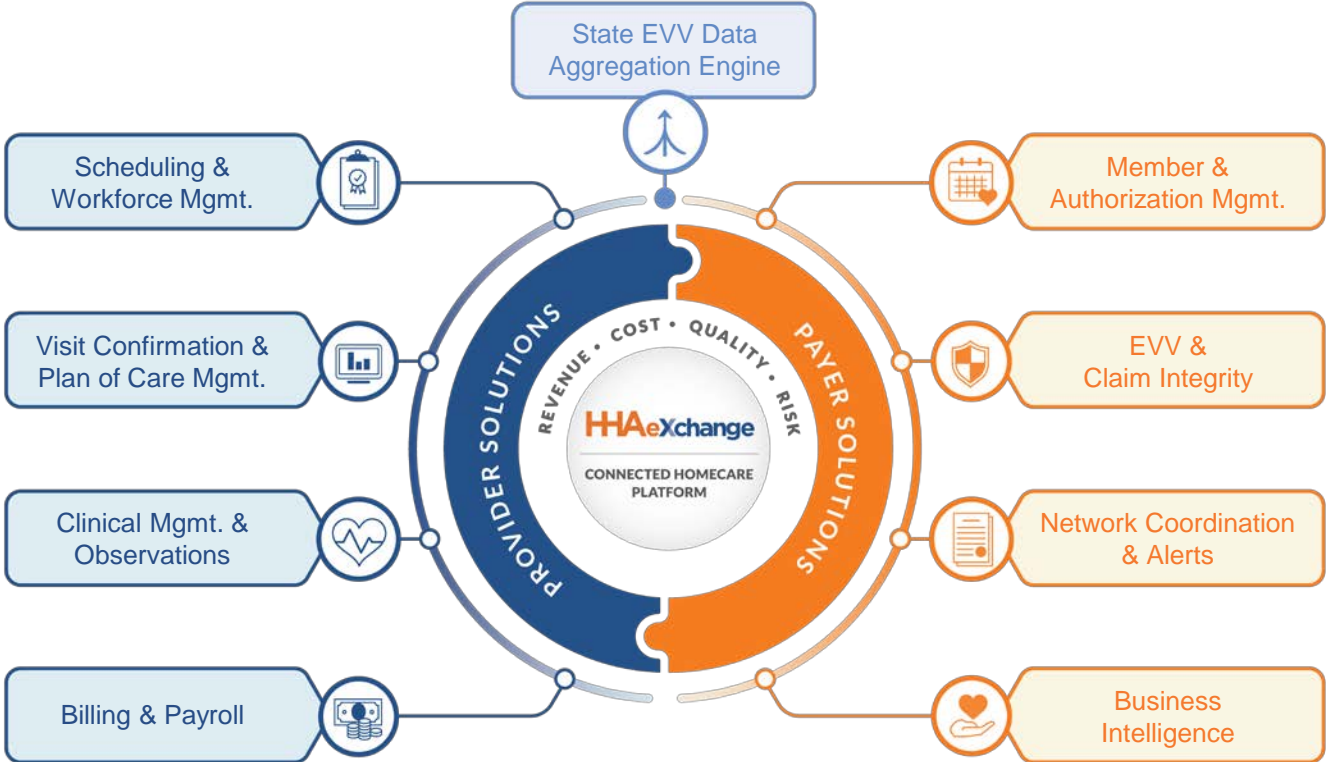 State EVV Data
Aggregation Engine
Scheduling &
Workforce Mgmt.
Visit Confirmation &
Plan of Care Mgmt.
Clinical Mgmt. &
Observations
Billing & Payroll
PROVIDER SOLUTIONS
REVENUE • COST • QUALITY • RISK
HHAeXchange
CONNECTED HOMECARE
PLATFORM
PAYER SOLUTIONS
Member &
Authorization Mgmt.
EVV &
Claim Integrity
Network Coordination
& Alerts
Business
Intelligence